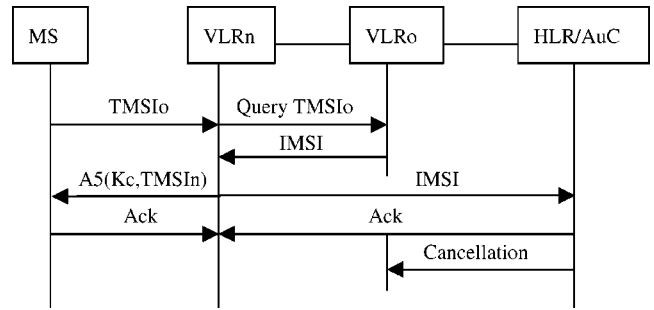 MS VLRn VLRo HLR/AuC
TMSIo Query TMSIo
IMSI
A5(Kc,TMSIn) IMSI
Ack Ack
Cancellation